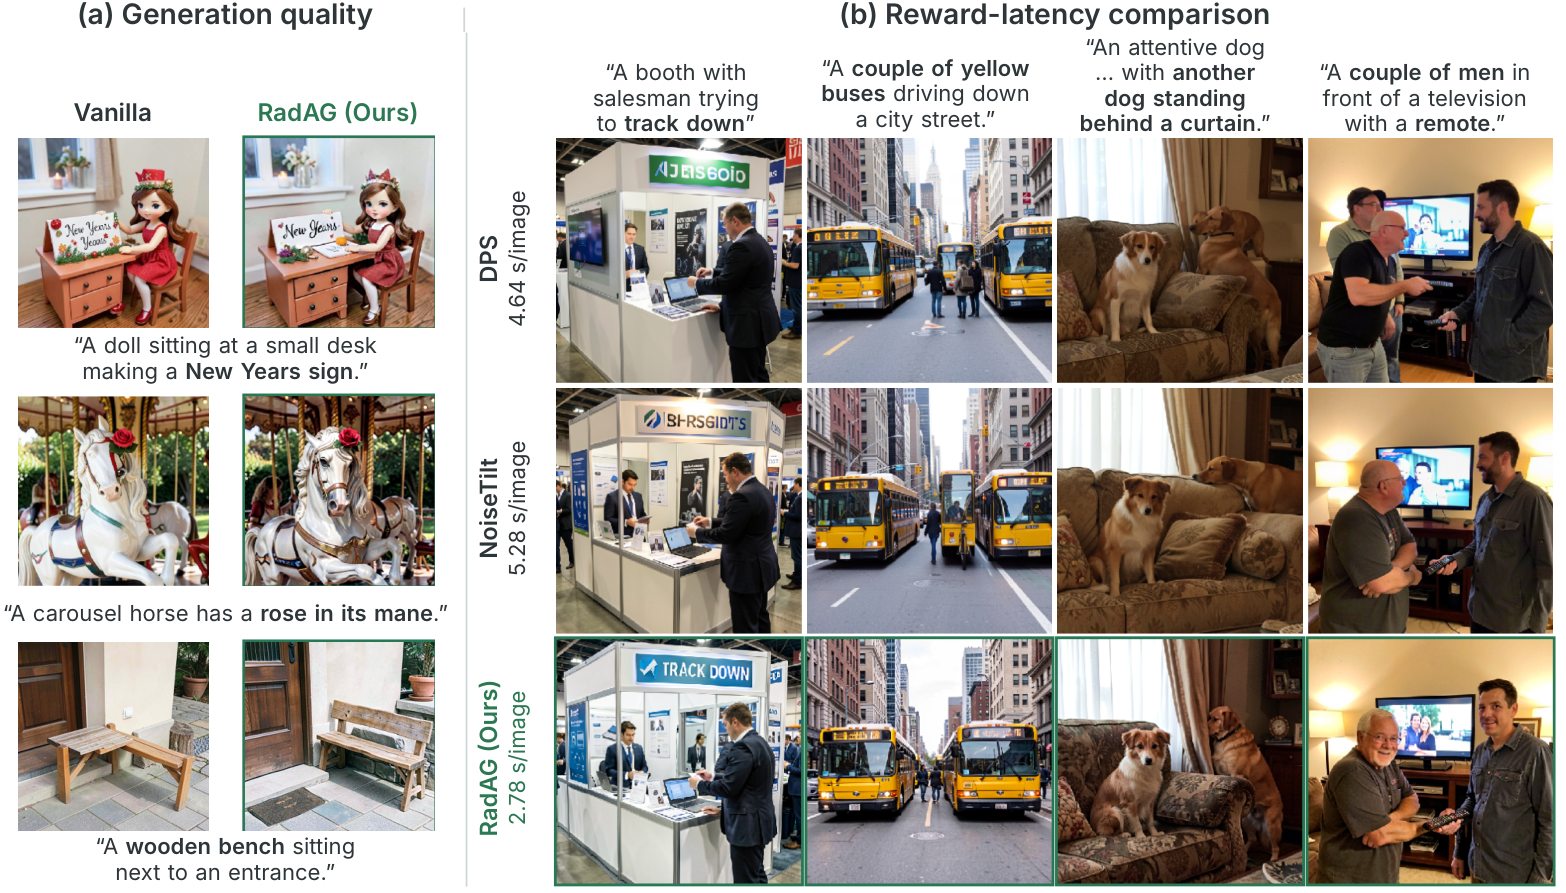 (a) Generation quality
Vanilla
RadAG (Ours)
New Years
Years
New Years
“A doll sitting at a small desk
making a New Years sign.”
“A carousel horse has a rose in its mane.”
“A wooden bench sitting
next to an entrance.”
(b) Reward-latency comparison
“A booth with
salesman trying
to track down”
“A couple of yellow
buses driving down
a city street.”
“An attentive dog
... with another
dog standing
behind a curtain.”
“A couple of men in
front of a television
with a remote.”
DPS
4.64 s/image
NoiseTilt
5.28 s/image
RadAG (Ours)
2.78 s/image
TRACK DOWN